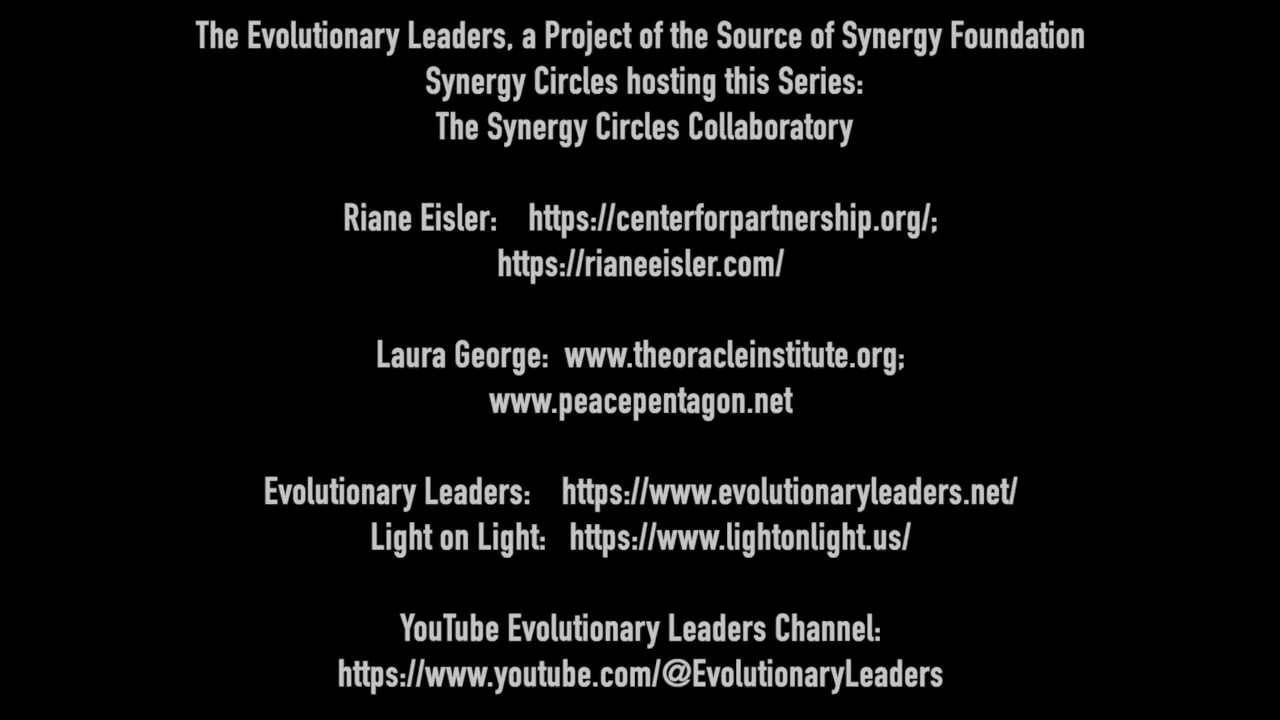 The Evolutionary Leaders, a Project of the Source of Synergy Foundation
Synergy Circles hosting this Series:
The Synergy Circles Collaboratory
Riane Eisler: https://centerforpartnership.org/;
https://rianeeisler.com/
Laura George: www.theoracleinstitute.org;
www.peacepentagon.net
Evolutionary Leaders: https://www.evolutionaryleaders.net/
Light on Light: https://www.lightonlight.us/
YouTube Evolutionary Leaders Channel:
https://www.youtube.com/@EvolutionaryLeaders